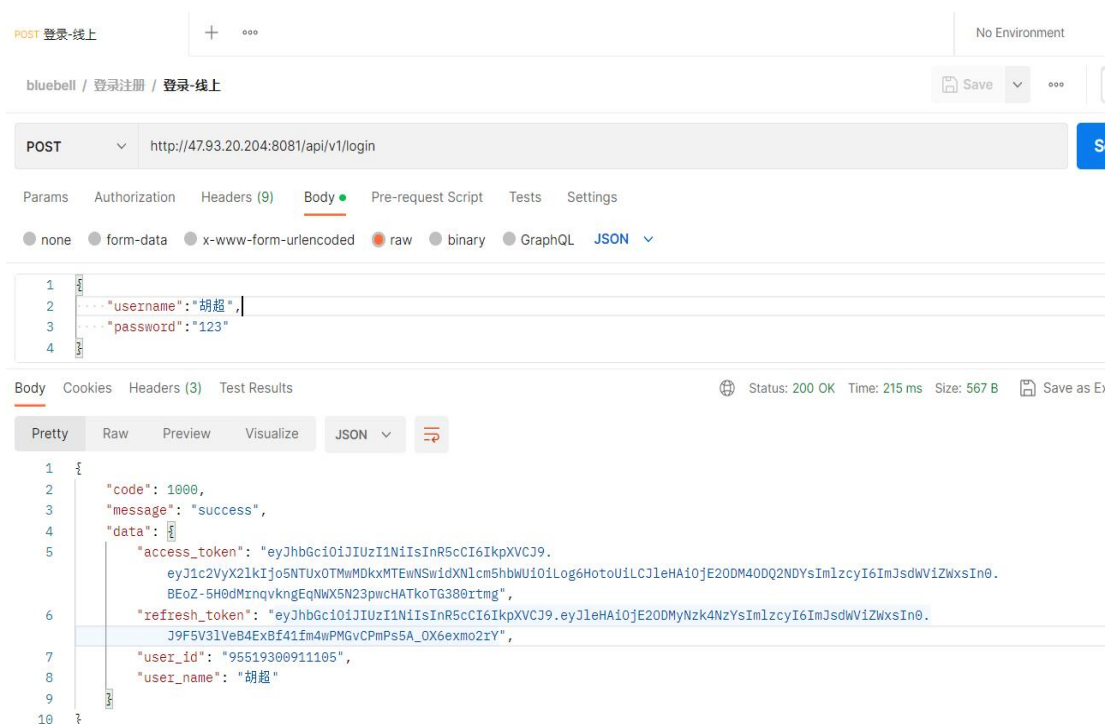 POST 登录-线上
No Environment
bluebell / 登录注册 / 登录-线上
Save
POST http://47.93.20.204:8081/api/v1/login
Params Authorization Headers (9) Body Pre-request Script Tests Settings
none form-data x-www-form-urlencoded raw binary GraphQL JSON
1 {
2 "username":"胡超",
3 "password":"123"
4 }
Body Cookies Headers (3) Test Results Status: 200 OK Time: 215 ms Size: 567 B Save as Ex
Pretty Raw Preview Visualize JSON
1 {
2 "code": 1000,
3 "message": "success",
4 "data": {
5 "access_token": "eyJhbGciOiJIUzI1NiIsInR5cCI6IkpXVCJ9.
eyJ1c2VyX2lkIjo5NTUxOTMwMDkxMTEwNSwidXNlcm5hbWUiOiLog6HotoUiLCJleHAiOjE2ODM4ODQ2NDYsImlzcyI6ImJsdWViZWxsIn0.
BEoZ-5H0dMrnqvkngEqNWX5N23pwcHATkoTG380rtmg",
6 "refresh_token": "eyJhbGciOiJIUzI1NiIsInR5cCI6IkpXVCJ9.eyJleHAiOjE2ODMyNzk4NzYsImlzcyI6ImJsdWViZWxsIn0.
J9F5V3lVeB4ExBf41fm4wPMGvCPmPs5A_OX6exmo2rY",
7 "user_id": "95519300911105",
8 "user_name": "胡超"
9 }
10 }